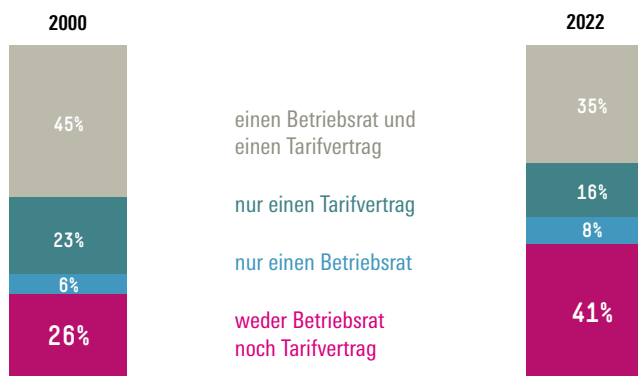 2000
2022
45%
23%
6%
26%
einen Betriebsrat und
einen Tarifvertrag
nur einen Tarifvertrag
nur einen Betriebsrat
weder Betriebsrat
noch Tarifvertrag
35%
16%
8%
41%